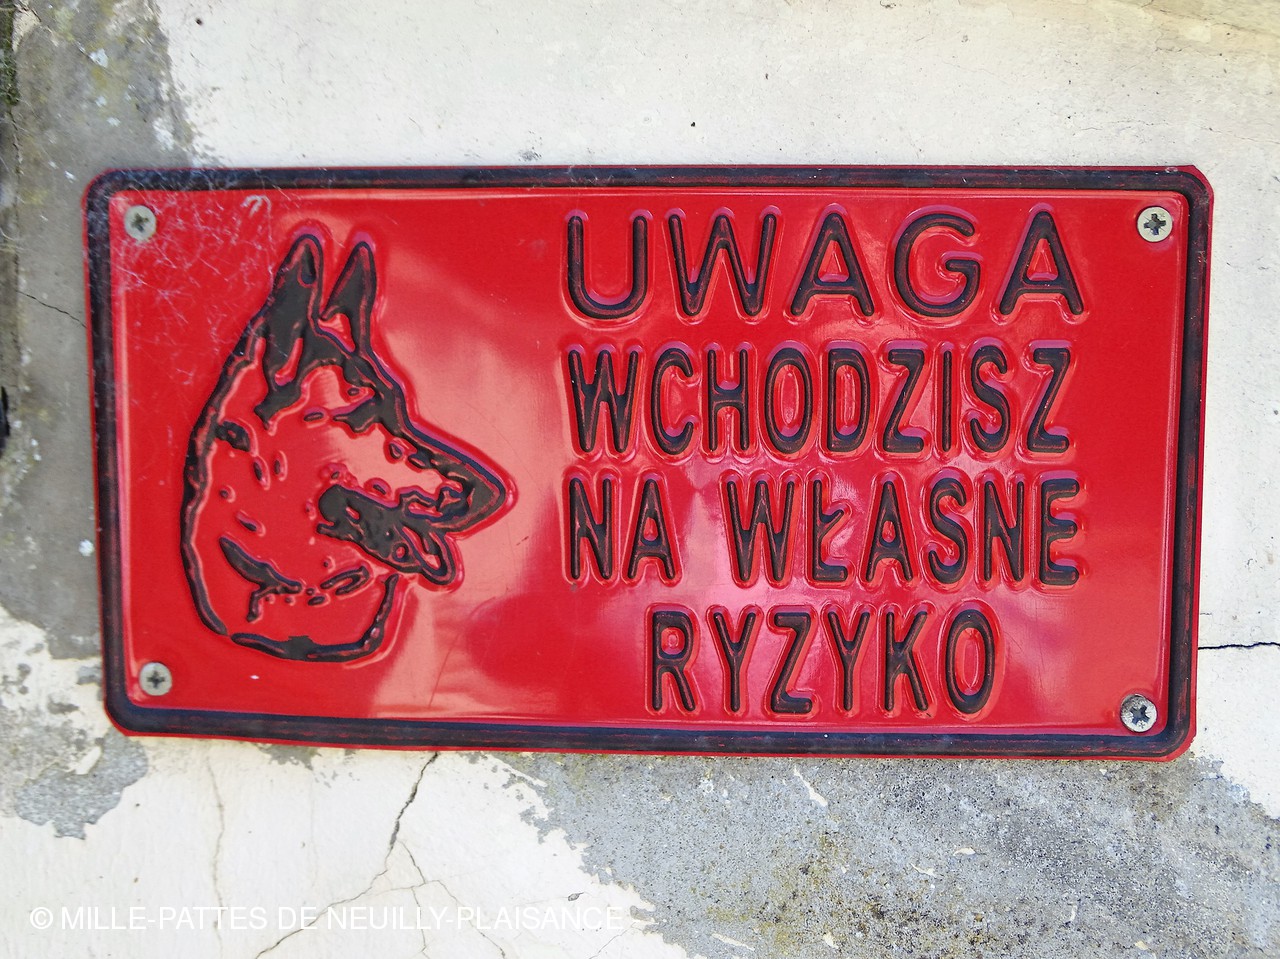 UWAGA
WCHODZISZ
NA WŁASNE
RYZYKO
© MILLE-PATTES DE NEUILLY-PLAISANCE